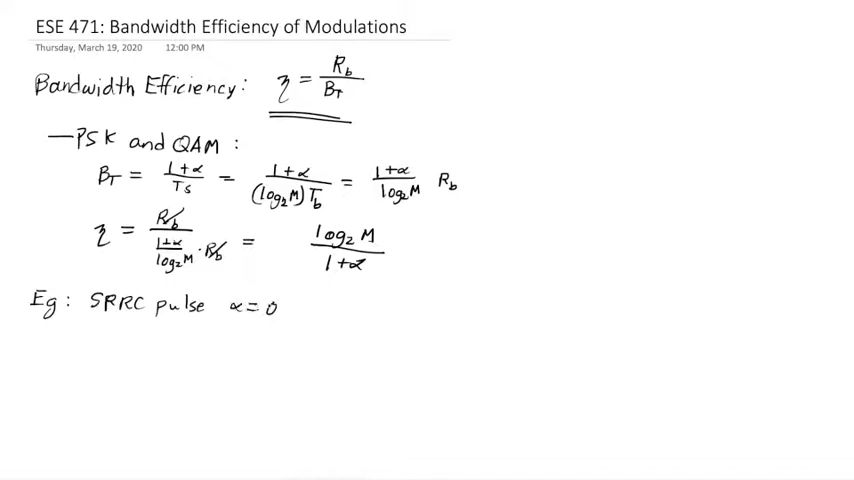 ESE 471: Bandwidth Efficiency of Modulations
Thursday, March 19, 2020 12:00 PM
Bandwidth Efficiency: η = R_b / B_T
— PSK and QAM:
B_T = (1+α) / T_s = (1+α) / ((log₂M) T_b) = (1+α) / (log₂M) R_b
η = R_b / ((1+α) / (log₂M) · R_b) = (log₂ M) / (1+α)
Eg: SRRC pulse α = 0